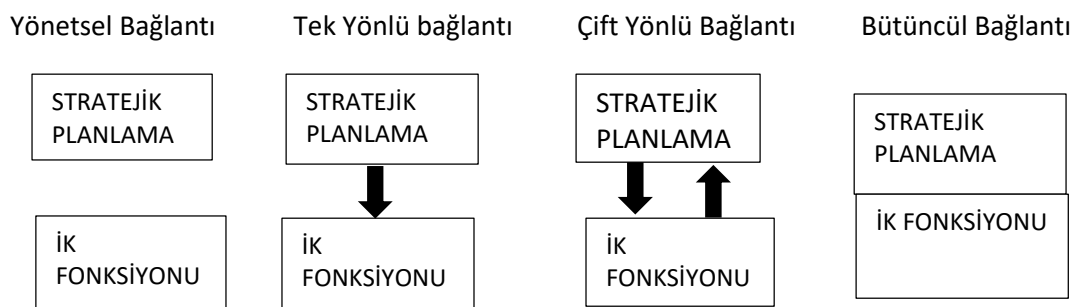 Yönetsel Bağlantı
Tek Yönlü bağlantı
Çift Yönlü Bağlantı
Bütüncül Bağlantı
STRATEJİK
PLANLAMA
STRATEJİK
PLANLAMA
STRATEJİK
PLANLAMA
STRATEJİK
PLANLAMA
İK
FONKSİYONU
İK
FONKSİYONU
İK
FONKSİYONU
İK FONKSİYONU